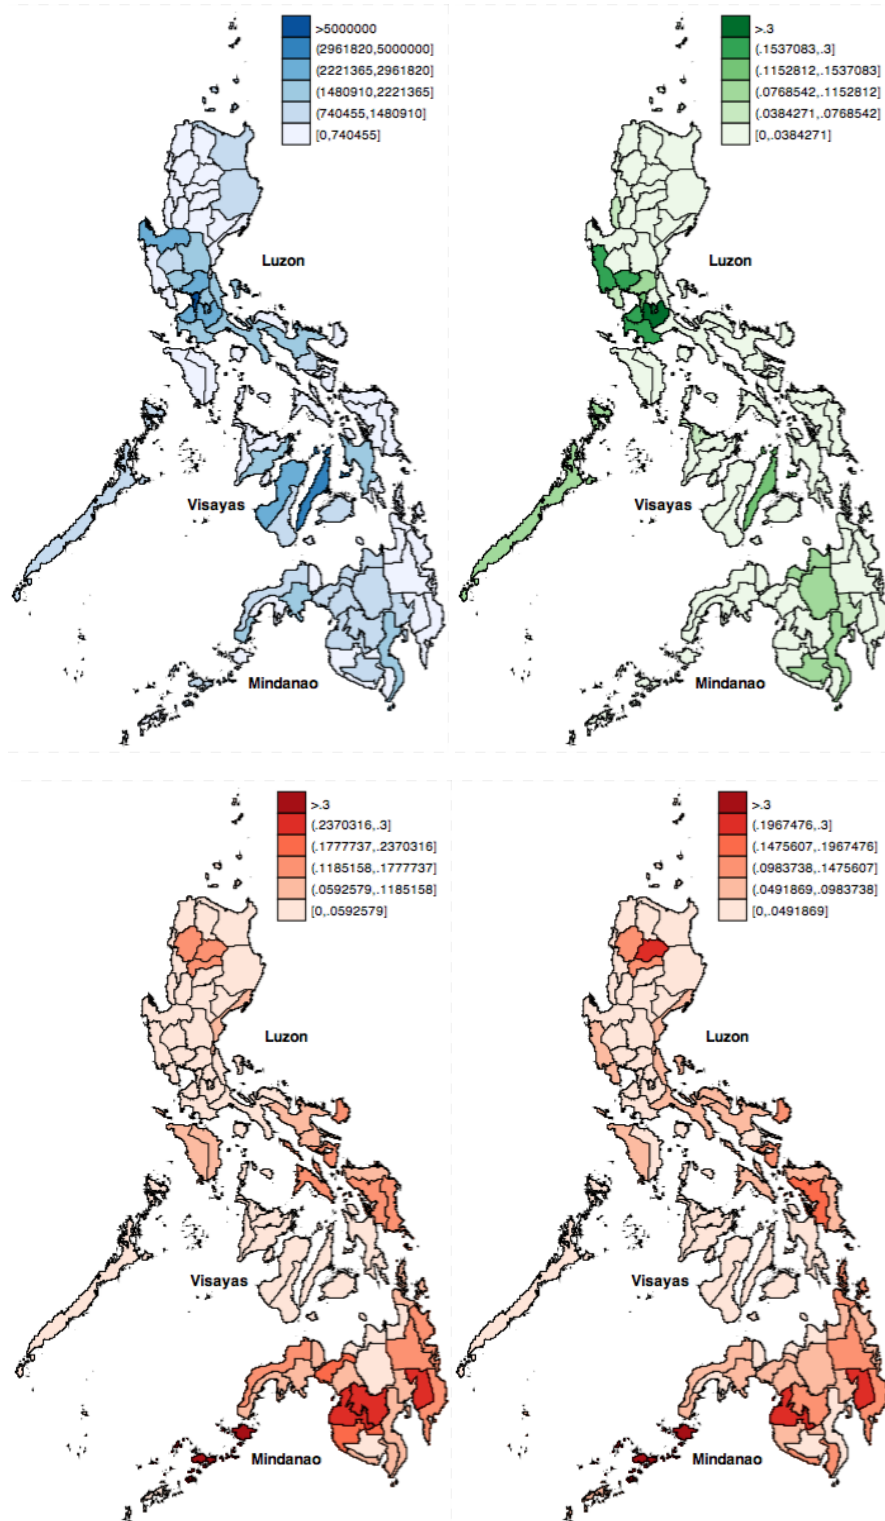 >5000000
(2961820,5000000]
(2221365,2961820]
(1480910,2221365]
(740455,1480910]
[0,740455]
Luzon
Visayas
Mindanao
>.3
(.1537083,.3]
(.1152812,.1537083]
(.0768542,.1152812]
(.0384271,.0768542]
[0,.0384271]
Luzon
Visayas
Mindanao
>.3
(.2370316,.3]
(.1777737,.2370316]
(.1185158,.1777737]
(.0592579,.1185158]
[0,.0592579]
Luzon
Visayas
Mindanao
>.3
(.1967476,.3]
(.1475607,.1967476]
(.0983738,.1475607]
(.0491869,.0983738]
[0,.0491869]
Luzon
Visayas
Mindanao